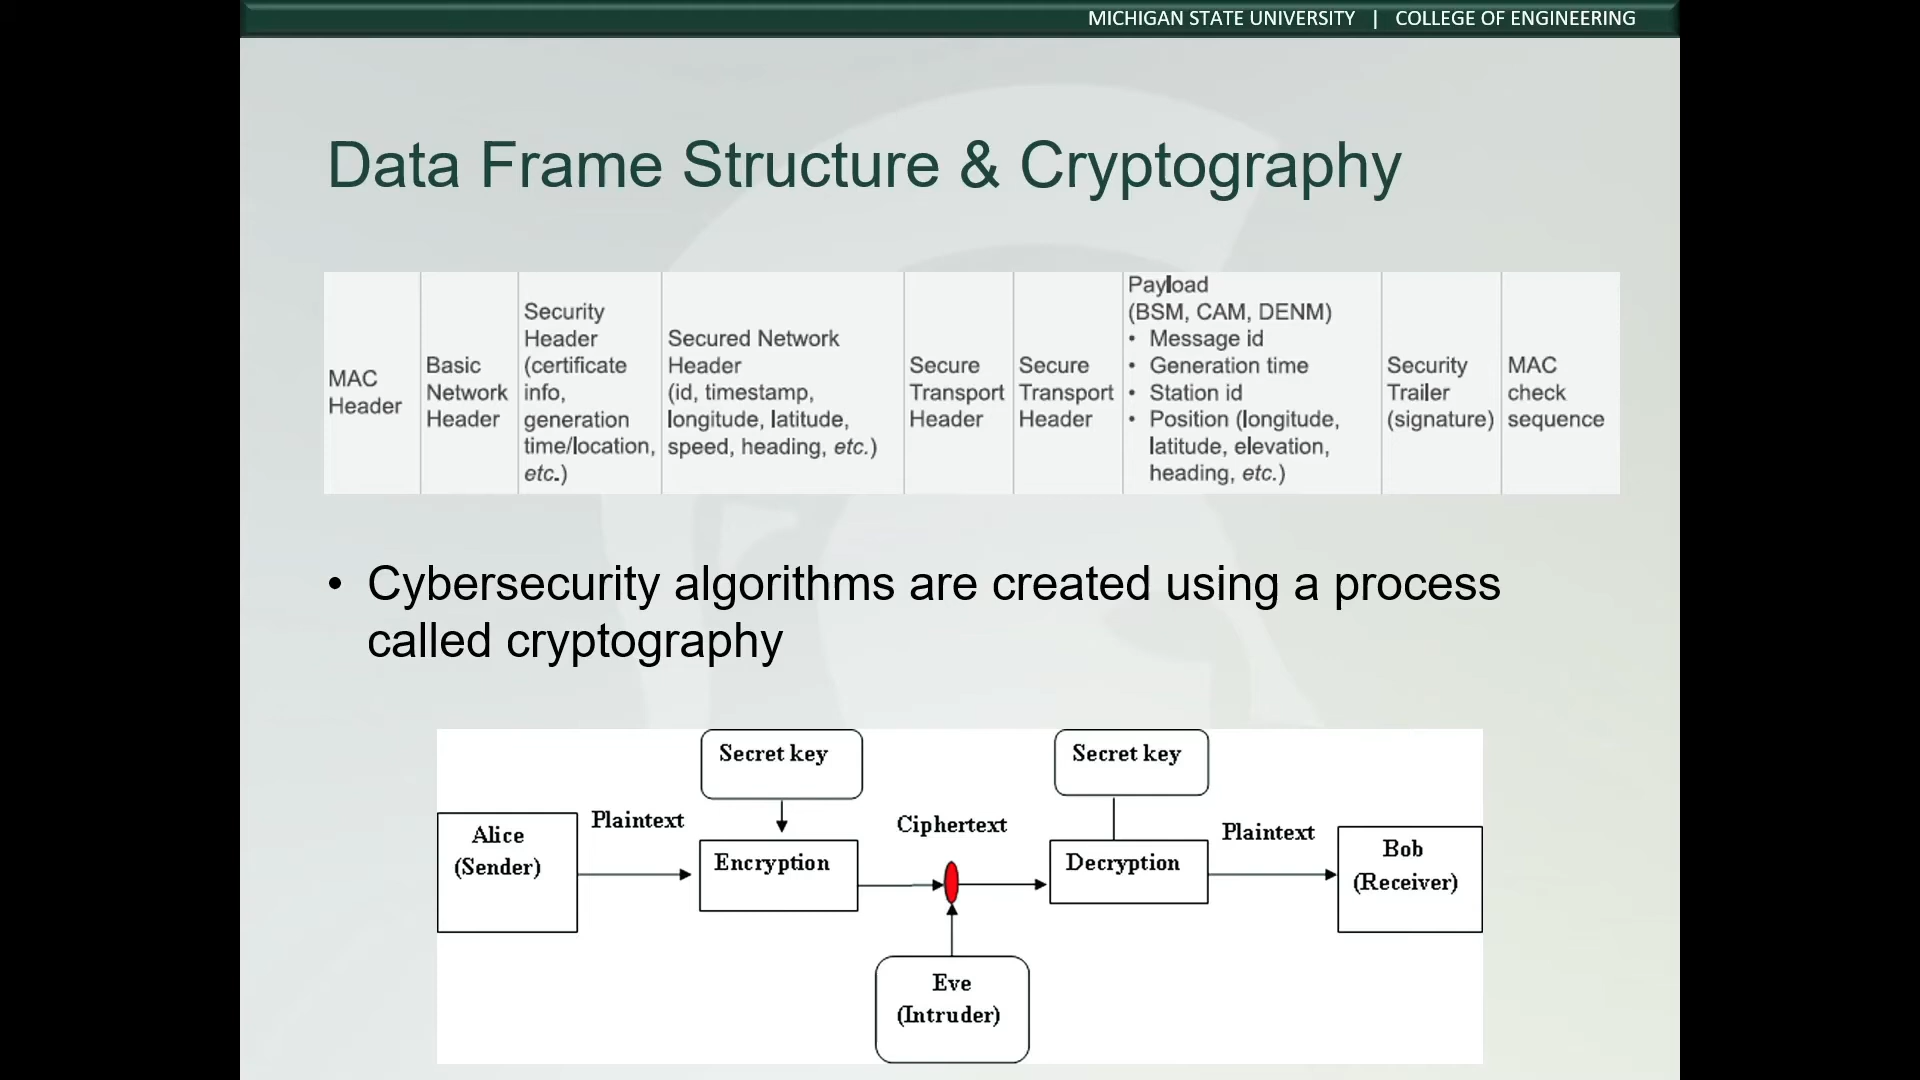 MICHIGAN STATE UNIVERSITY | COLLEGE OF ENGINEERING
Data Frame Structure & Cryptography
MAC
Header
Basic
Network
Header
Security
Header
(certificate
info,
generation
time/location,
etc.)
Secured Network
Header
(id, timestamp,
longitude, latitude,
speed, heading, etc.)
Secure
Transport
Header
Secure
Transport
Header
Payload
(BSM, CAM, DENM)
• Message id
• Generation time
• Station id
• Position (longitude,
latitude, elevation,
heading, etc.)
Security
Trailer
(signature)
MAC
check
sequence
• Cybersecurity algorithms are created using a process
called cryptography
Secret key
Secret key
Alice
(Sender)
Plaintext
Encryption
Ciphertext
Decryption
Plaintext
Bob
(Receiver)
Eve
(Intruder)